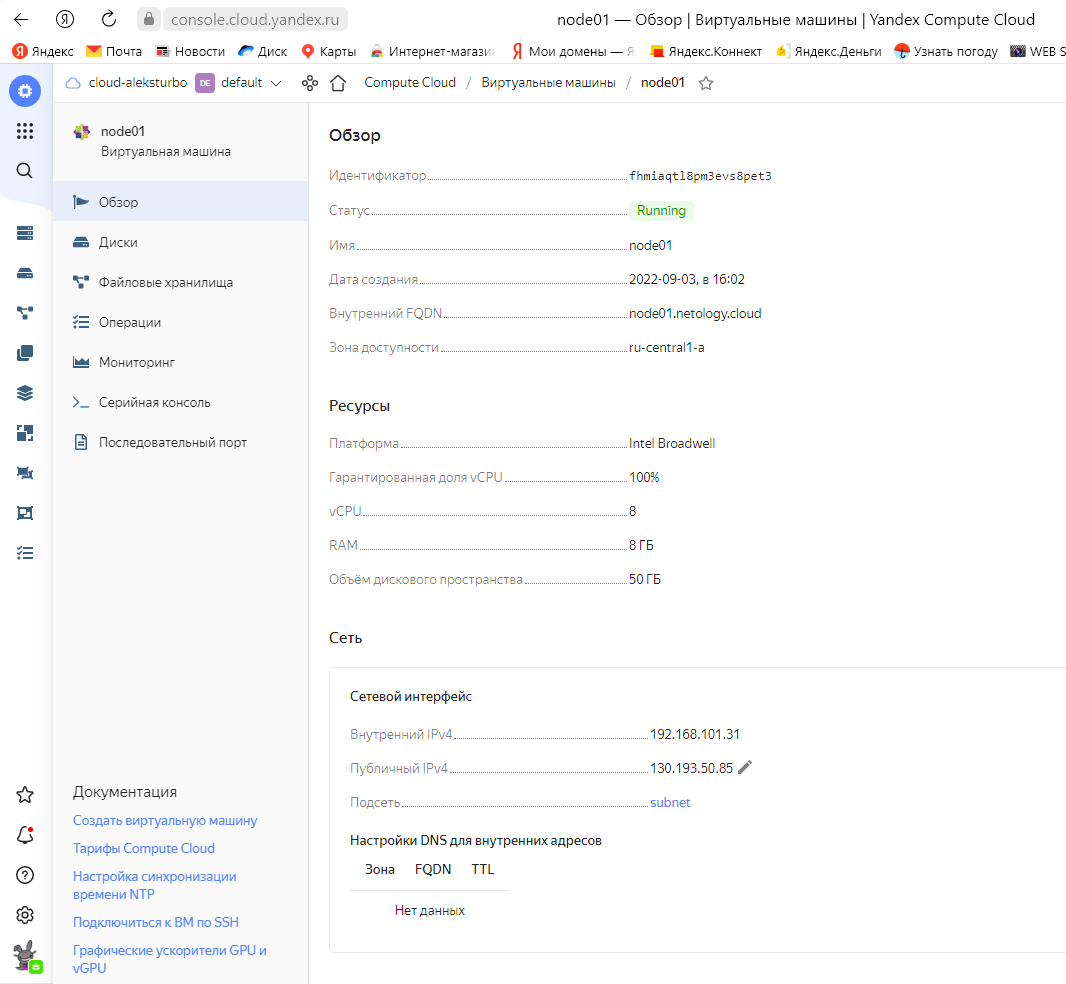 console.cloud.yandex.ru
node01 — Обзор | Виртуальные машины | Yandex Compute Cloud
Яндекс Почта Новости Диск Карты Интернет-магазин Мои домены — Я Яндекс.Коннект Яндекс.Деньги Узнать погоду WEB S
cloud-aleksturbo DE default Compute Cloud / Виртуальные машины / node01
node01
Виртуальная машина
Обзор
Диски
Файловые хранилища
Операции
Мониторинг
Серийная консоль
Последовательный порт
Документация
Создать виртуальную машину
Тарифы Compute Cloud
Настройка синхронизации
времени NTP
Подключиться к ВМ по SSH
Графические ускорители GPU и
vGPU
Обзор
Идентификатор fhmiaqtl8pm3evs8pet3
Статус Running
Имя node01
Дата создания 2022-09-03, в 16:02
Внутренний FQDN node01.netology.cloud
Зона доступности ru-central1-a
Ресурсы
Платформа Intel Broadwell
Гарантированная доля vCPU 100%
vCPU 8
RAM 8 ГБ
Объём дискового пространства 50 ГБ
Сеть
Сетевой интерфейс
Внутренний IPv4 192.168.101.31
Публичный IPv4 130.193.50.85
Подсеть subnet
Настройки DNS для внутренних адресов
Зона FQDN TTL
Нет данных